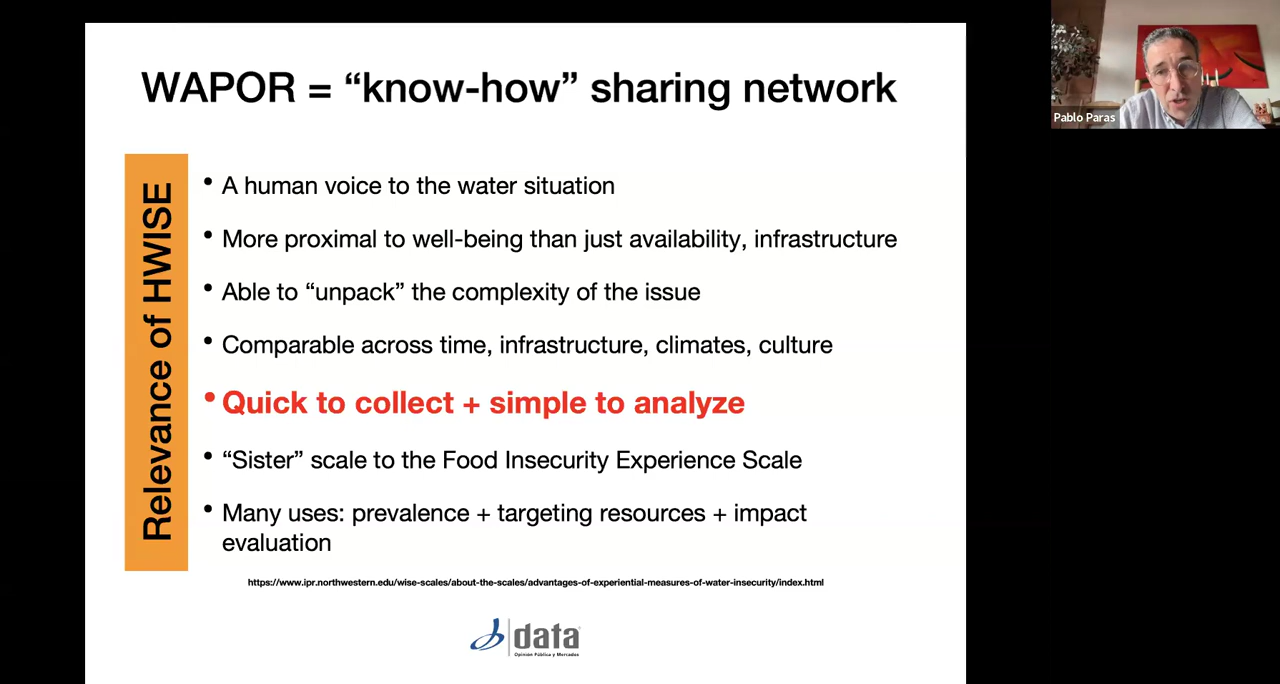 WAPOR = “know-how” sharing network
Relevance of HWISE
• A human voice to the water situation
• More proximal to well-being than just availability, infrastructure
• Able to “unpack” the complexity of the issue
• Comparable across time, infrastructure, climates, culture
• Quick to collect + simple to analyze
• “Sister” scale to the Food Insecurity Experience Scale
• Many uses: prevalence + targeting resources + impact
evaluation
https://www.ipr.northwestern.edu/wise-scales/about-the-scales/advantages-of-experiential-measures-of-water-insecurity/index.html
data
Opinión Pública y Mercados
Pablo Paras